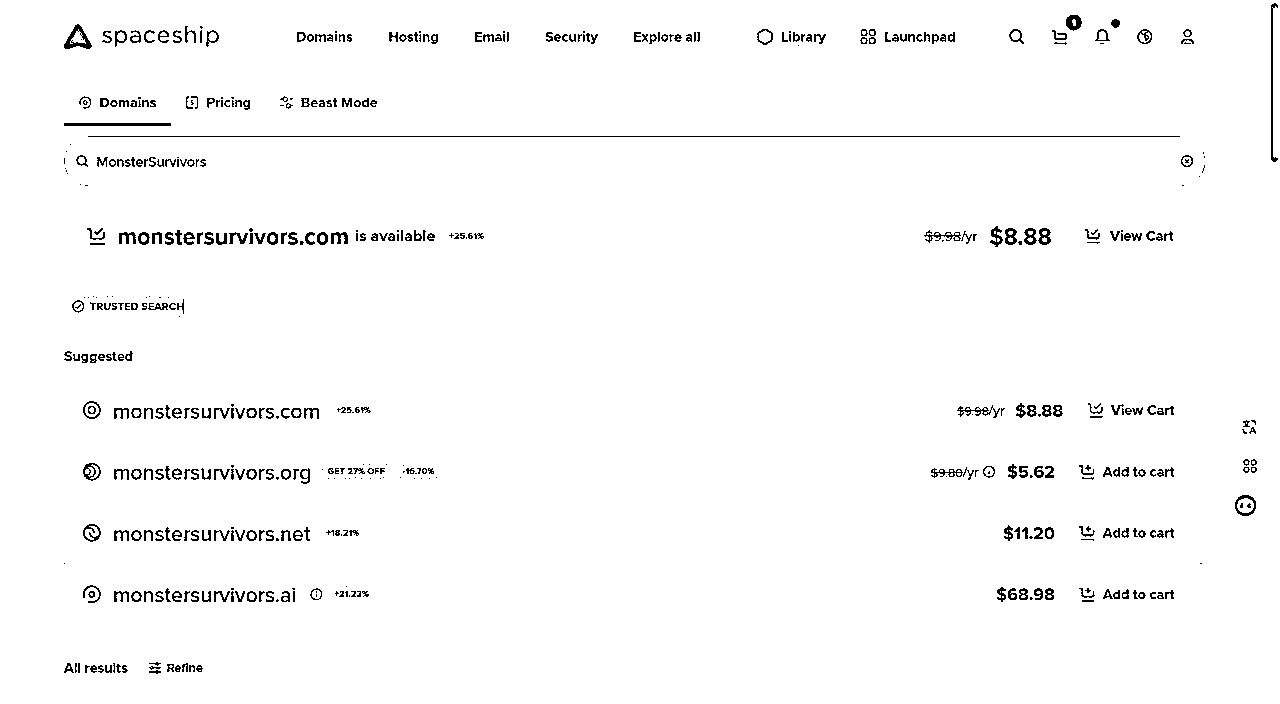 spaceship Domains Hosting Email Security Explore all Library Launchpad
Domains Pricing Beast Mode
MonsterSurvivors
monstersurvivors.com is available +25.61% $9.98/yr $8.88 View Cart
TRUSTED SEARCH
Suggested
monstersurvivors.com +25.61% $9.98/yr $8.88 View Cart
monstersurvivors.org GET 27% OFF -15.70% $9.80/yr $5.62 Add to cart
monstersurvivors.net +18.21% $11.20 Add to cart
monstersurvivors.ai +21.23% $68.98 Add to cart
All results Refine